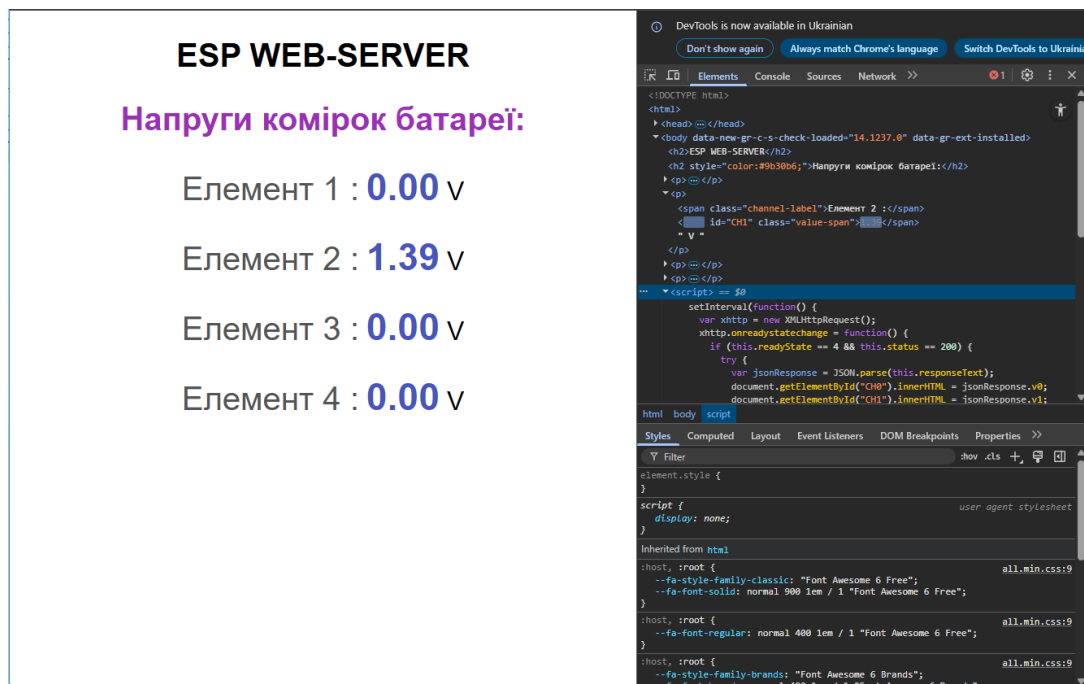 ESP WEB-SERVER
Напруги комірок батареї:
Елемент 1 : 0.00 V
Елемент 2 : 1.39 V
Елемент 3 : 0.00 V
Елемент 4 : 0.00 V
DevTools is now available in Ukrainian
Don't show again Always match Chrome's language Switch DevTools to Ukrainia
Elements Console Sources Network 1
<!DOCTYPE html>
<html>
<head> </head>
<body data-new-gr-c-s-check-loaded="14.1237.0" data-gr-ext-installed>
<h2>ESP WEB-SERVER</h2>
<h2 style="color:#9b30b6;">Напруги комірок батареї:</h2>
<p> </p>
<p>
<span class="channel-label">Елемент 2 :</span>
< id="CH1" class="value-span">1.39</span>
" V "
</p>
<p> </p>
<p> </p>
<script> == $0
setInterval(function() {
var xhttp = new XMLHttpRequest();
xhttp.onreadystatechange = function() {
if (this.readyState == 4 && this.status == 200) {
try {
var jsonResponse = JSON.parse(this.responseText);
document.getElementById("CH0").innerHTML = jsonResponse.v0;
document.getElementById("CH1").innerHTML = jsonResponse.v1;
html body script
Styles Computed Layout Event Listeners DOM Breakpoints Properties
Filter :hov .cls
element.style {
}
script { user agent stylesheet
display: none;
}
Inherited from html
:host, :root { all.min.css:9
--fa-style-family-classic: "Font Awesome 6 Free";
--fa-font-solid: normal 900 1em / 1 "Font Awesome 6 Free";
}
:host, :root { all.min.css:9
--fa-font-regular: normal 400 1em / 1 "Font Awesome 6 Free";
}
:host, :root { all.min.css:9
--fa-style-family-brands: "Font Awesome 6 Brands";